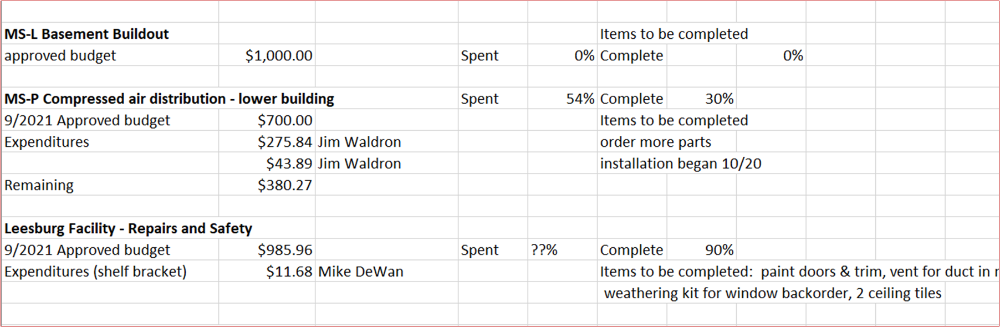 MS-L Basement Buildout Items to be completed
approved budget $1,000.00 Spent 0% Complete 0%
MS-P Compressed air distribution - lower building Spent 54% Complete 30%
9/2021 Approved budget $700.00 Items to be completed
Expenditures $275.84 Jim Waldron order more parts
$43.89 Jim Waldron installation began 10/20
Remaining $380.27
Leesburg Facility - Repairs and Safety
9/2021 Approved budget $985.96 Spent ??% Complete 90%
Expenditures (shelf bracket) $11.68 Mike DeWan Items to be completed: paint doors & trim, vent for duct in
weathering kit for window backorder, 2 ceiling tiles